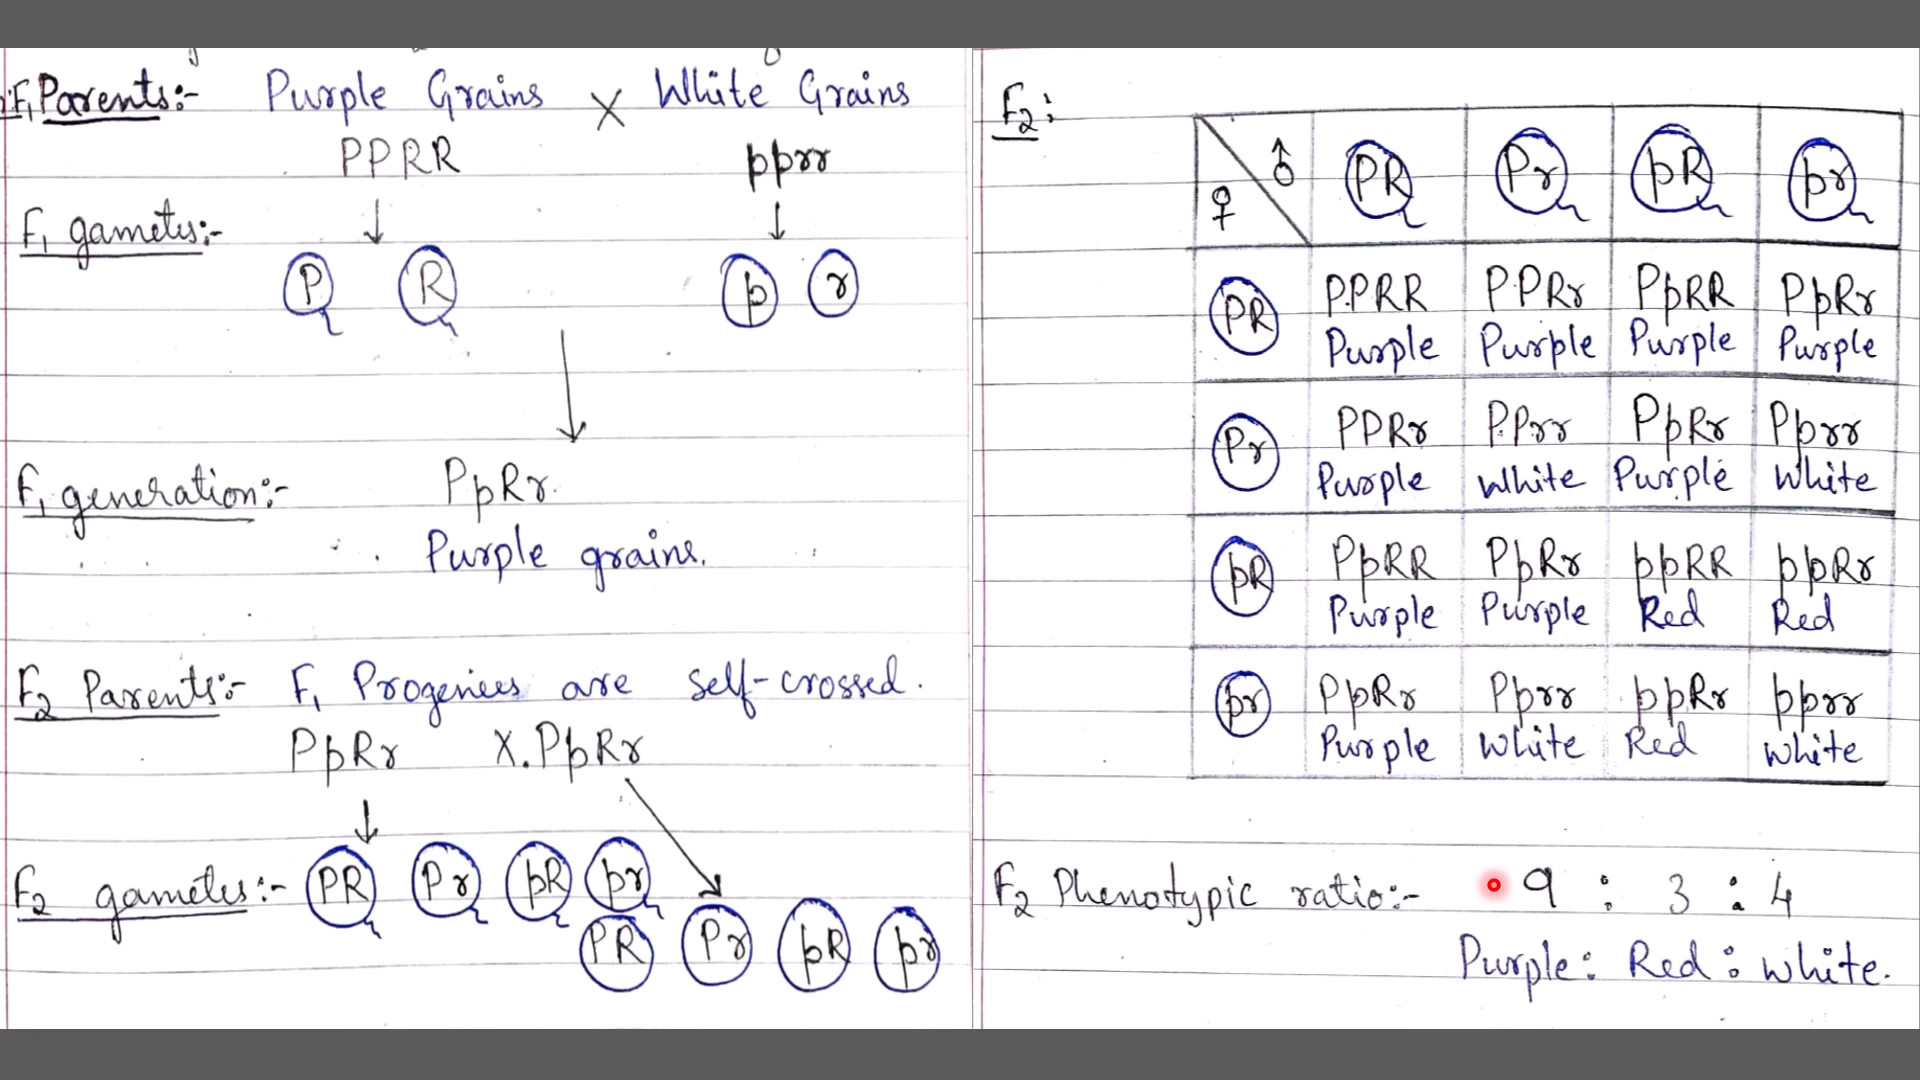 F₁ Parents:- Purple Grains X White Grains
PPRR pprr
F₁ gametes:-
P R p r
F₁ generation:- PpRr.
Purple grains.
F₂ Parents:- F₁ Progenies are self-crossed.
PpRr X. PpRr
F₂ gametes:- PR Pr pR pr
PR Pr pR pr
F₂:
♀ ♂ PR Pr pR pr
PR PPRR PPRr PpRR PpRr
Purple Purple Purple Purple
Pr PPRr PPrr PpRr Pprr
Purple White Purple White
pR PpRR PpRr ppRR ppRr
Purple Purple Red Red
pr PpRr Pprr ppRr pprr
Purple White Red White
F₂ Phenotypic ratio:- 9 : 3 : 4
Purple: Red: White.